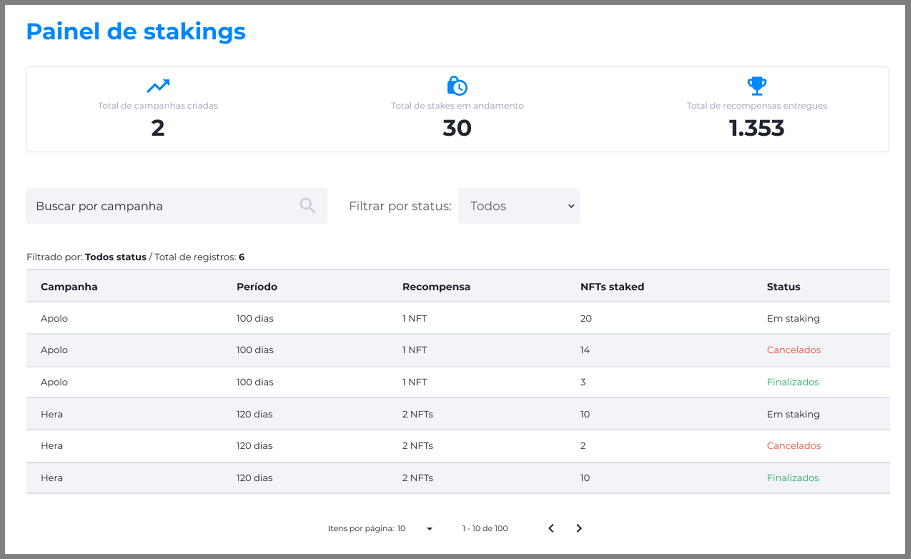 Painel de stakings
Total de campanhas criadas
2
Total de stakes em andamento
30
Total de recompensas entregues
1.353
Buscar por campanha
Filtrar por status: Todos
Filtrado por: Todos status / Total de registros: 6
Campanha Período Recompensa NFTs staked Status
Apolo 100 dias 1 NFT 20 Em staking
Apolo 100 dias 1 NFT 14 Cancelados
Apolo 100 dias 1 NFT 3 Finalizados
Hera 120 dias 2 NFTs 10 Em staking
Hera 120 dias 2 NFTs 2 Cancelados
Hera 120 dias 2 NFTs 10 Finalizados
Itens por página: 10 1 - 10 de 100